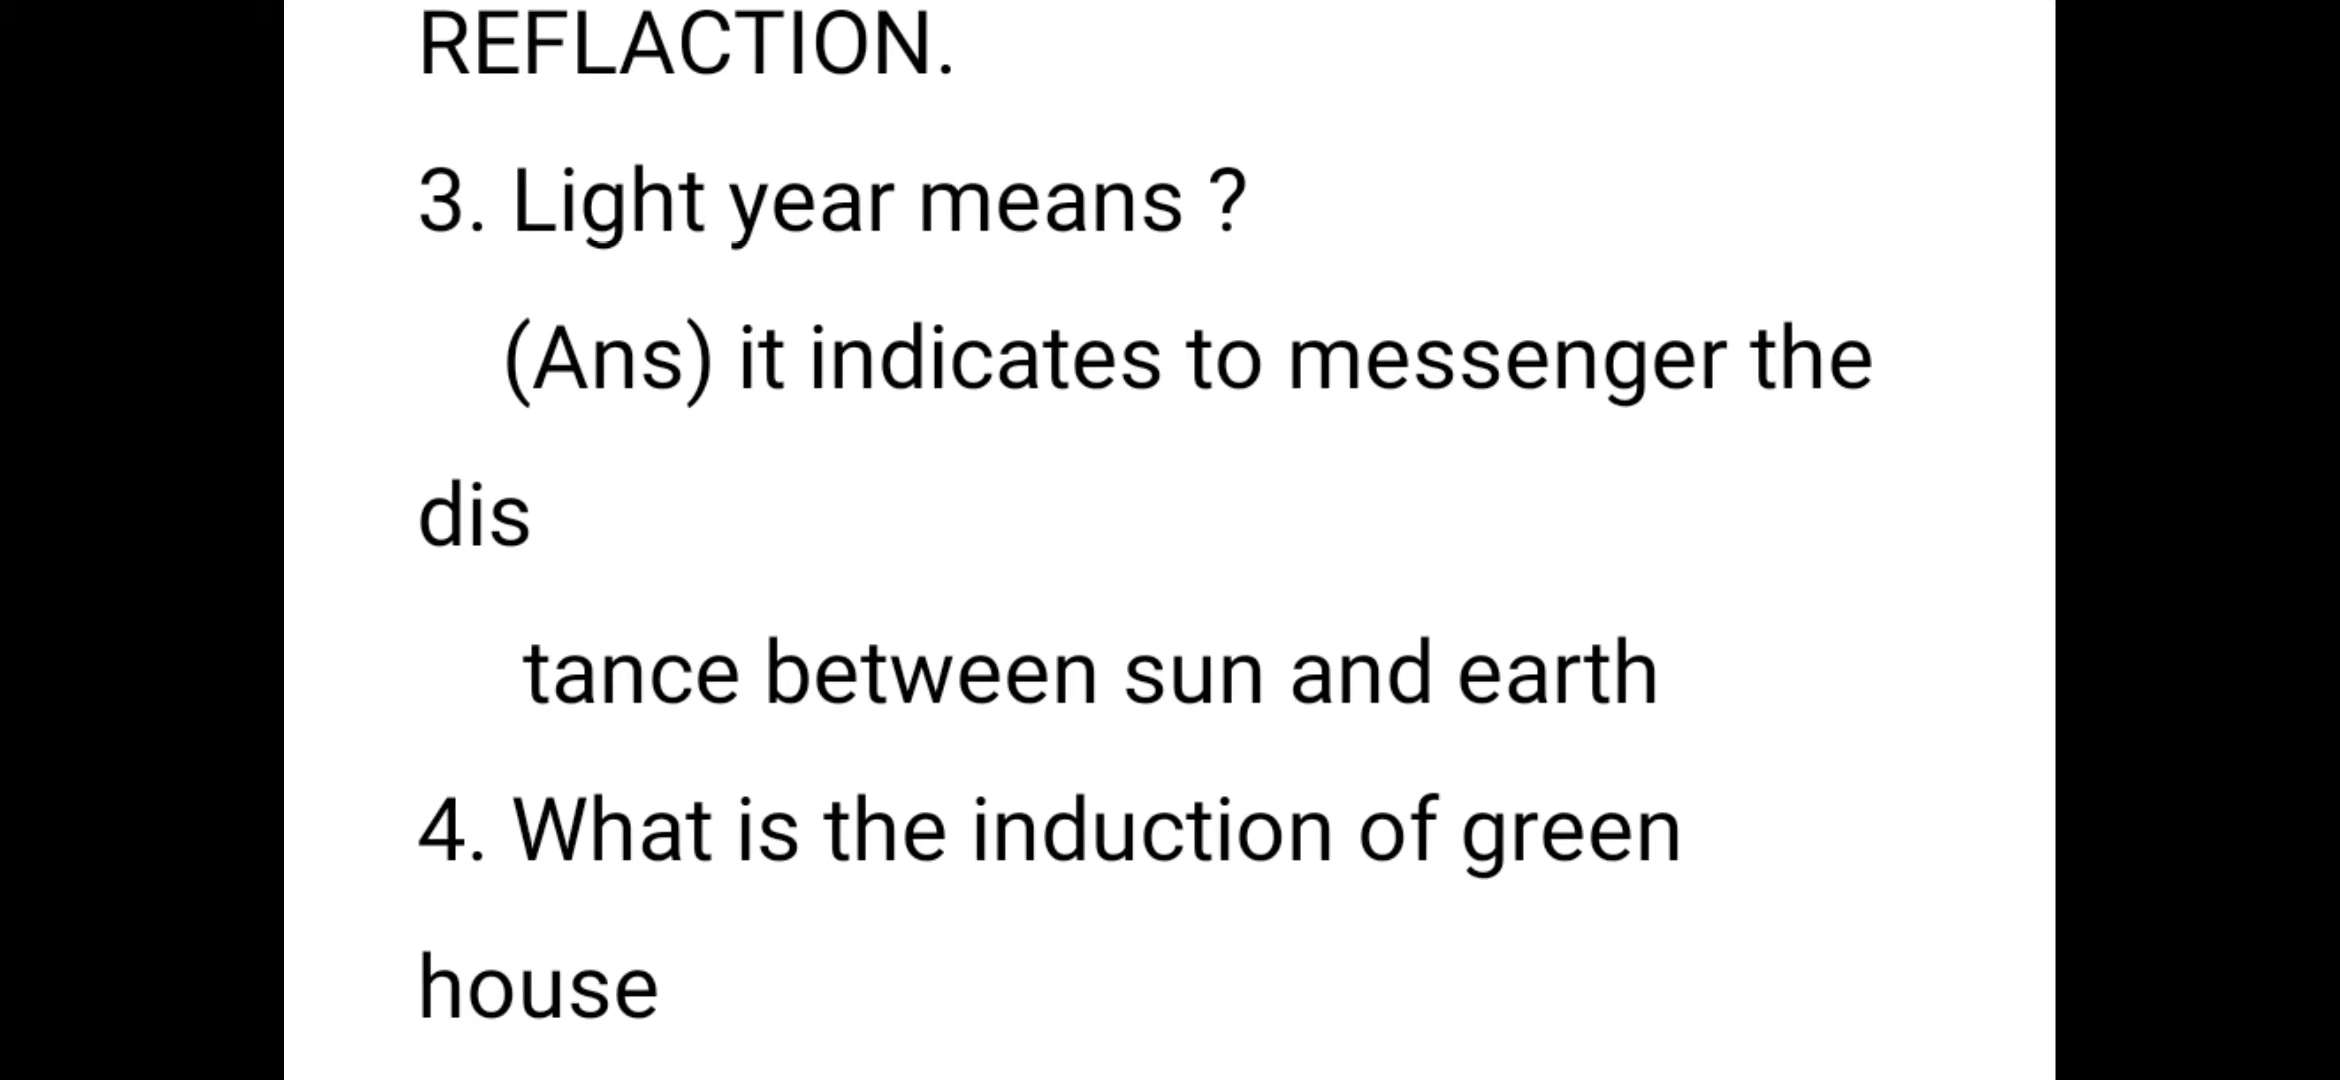 REFLACTION.
3. Light year means ?
(Ans) it indicates to messenger the
dis
tance between sun and earth
4. What is the induction of green
house